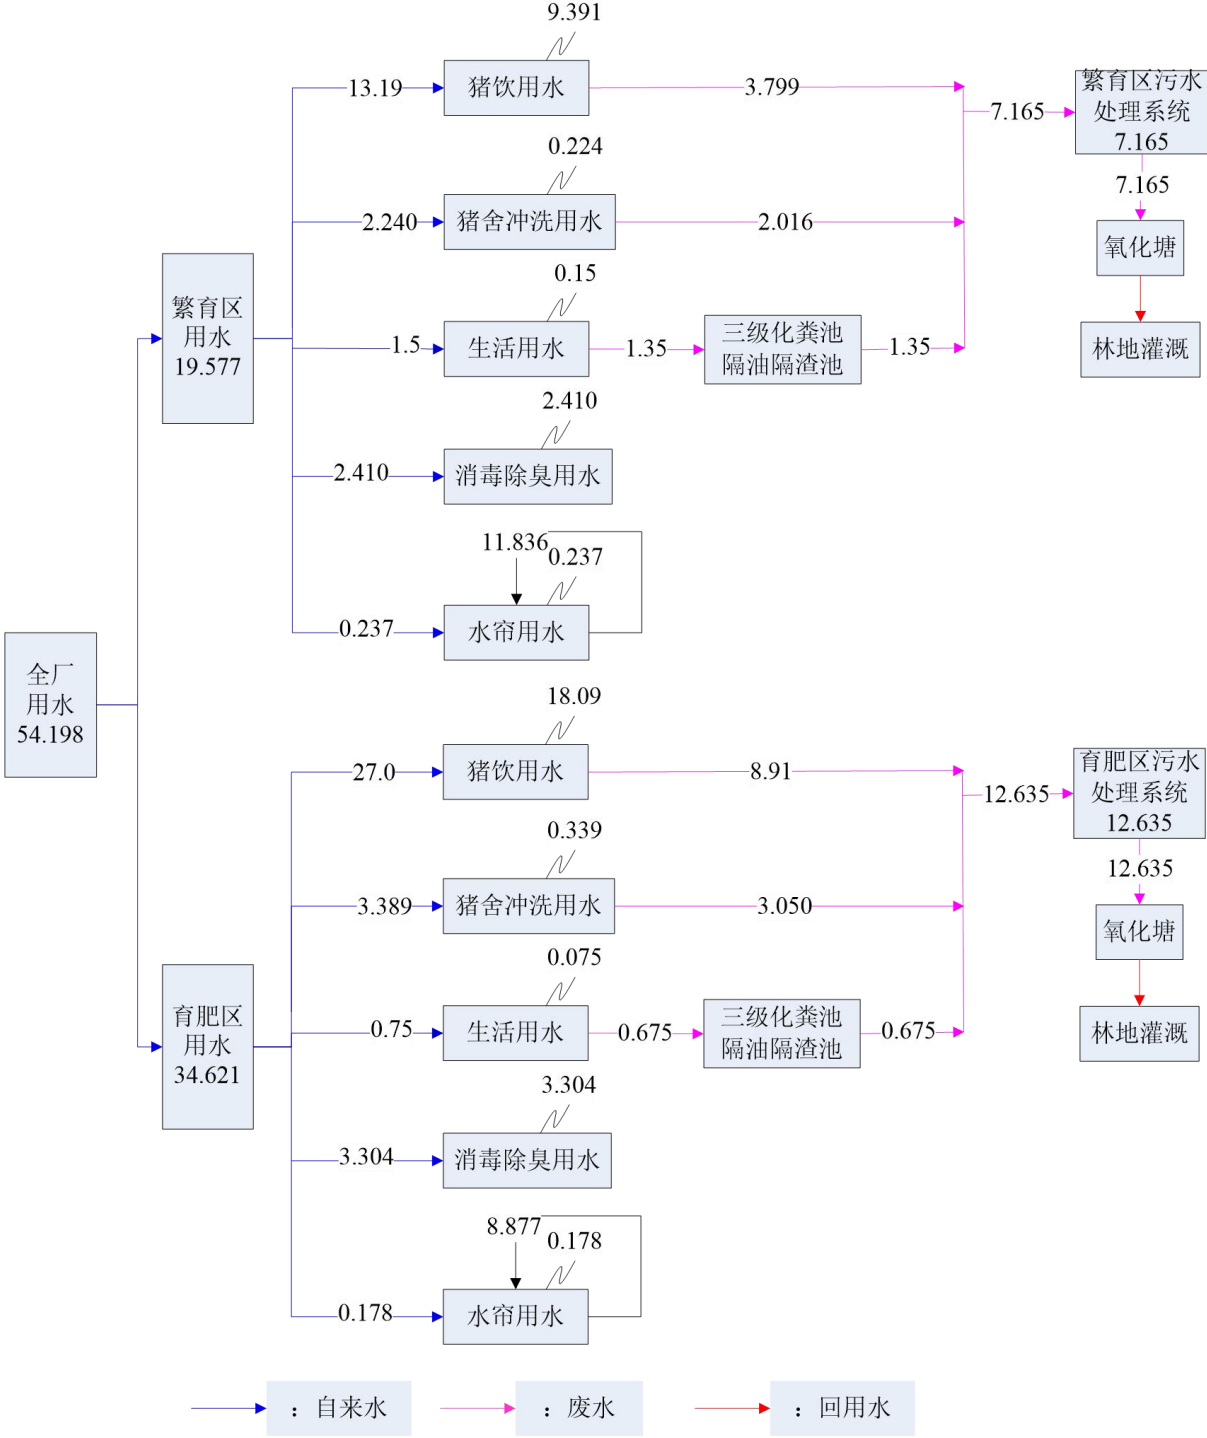 9.391
13.19
猪饮用水
3.799
7.165
繁育区污水
处理系统
7.165
0.224
2.240
猪舍冲洗用水
2.016
7.165
氧化塘
林地灌溉
繁育区
用水
19.577
0.15
1.5
生活用水
1.35
三级化粪池
隔油隔渣池
1.35
2.410
2.410
消毒除臭用水
11.836
0.237
0.237
水帘用水
全厂
用水
54.198
18.09
27.0
猪饮用水
8.91
12.635
育肥区污水
处理系统
12.635
0.339
3.389
猪舍冲洗用水
3.050
12.635
氧化塘
林地灌溉
育肥区
用水
34.621
0.075
0.75
生活用水
0.675
三级化粪池
隔油隔渣池
0.675
3.304
3.304
消毒除臭用水
8.877
0.178
0.178
水帘用水
：自来水
：废水
：回用水